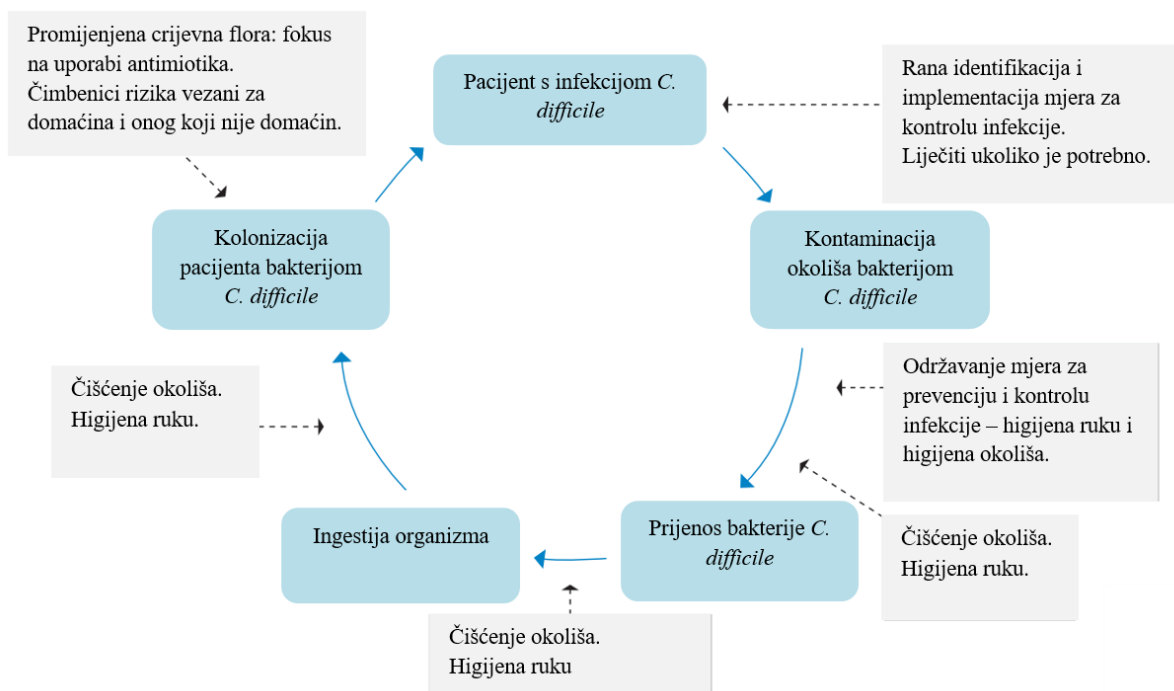 Promijenjena crijevna flora: fokus
na uporabi antimiotika.
Čimbenici rizika vezani za
domaćina i onog koji nije domaćin.
Pacijent s infekcijom C.
difficile
Rana identifikacija i
implementacija mjera za
kontrolu infekcije.
Liječiti ukoliko je potrebno.
Kolonizacija
pacijenta bakterijom
C. difficile
Kontaminacija
okoliša bakterijom
C. difficile
Čišćenje okoliša.
Higijena ruku.
Održavanje mjera za
prevenciju i kontrolu
infekcije – higijena ruku i
higijena okoliša.
Ingestija organizma
Prijenos bakterije C.
difficile
Čišćenje okoliša.
Higijena ruku.
Čišćenje okoliša.
Higijena ruku